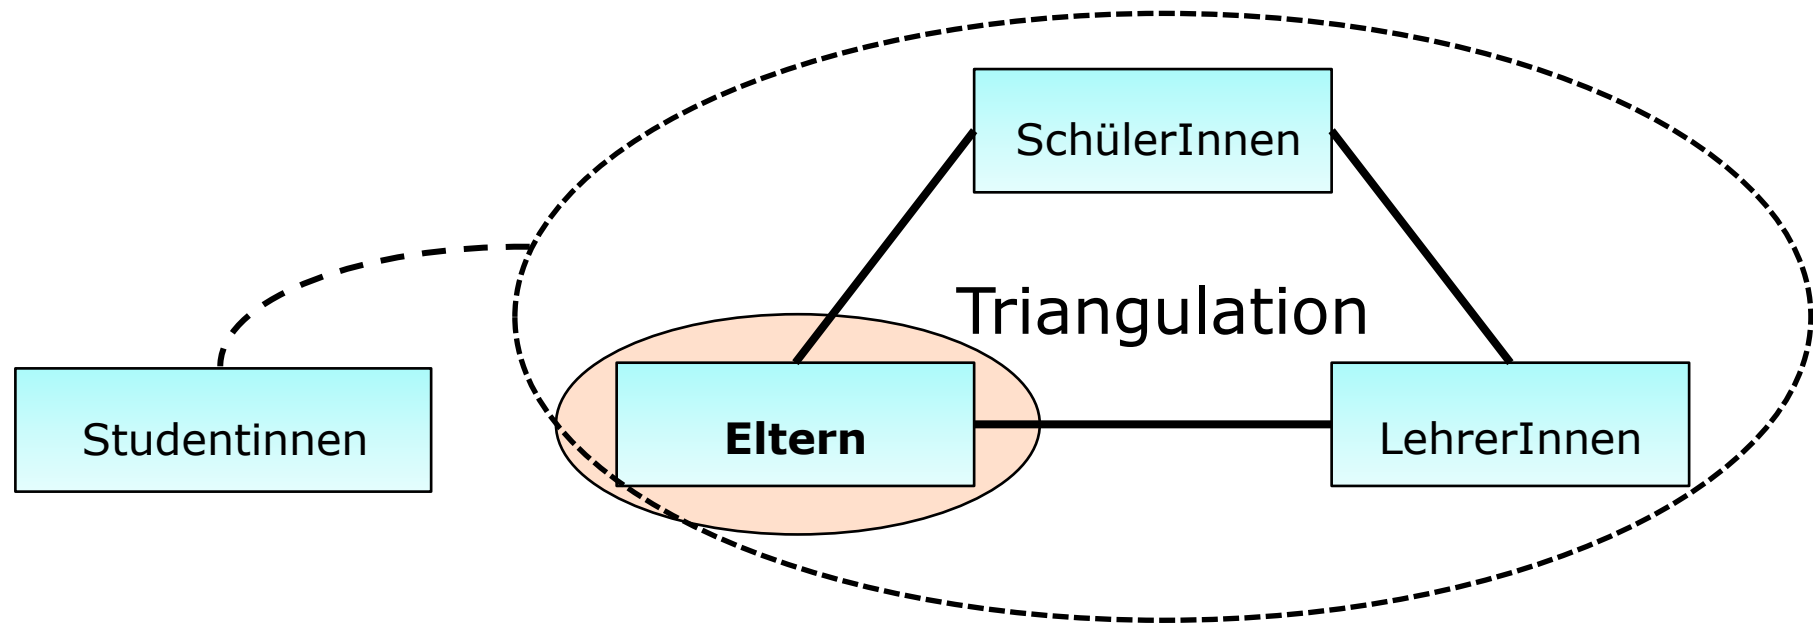 SchülerInnen
Triangulation
Studentinnen
Eltern
LehrerInnen